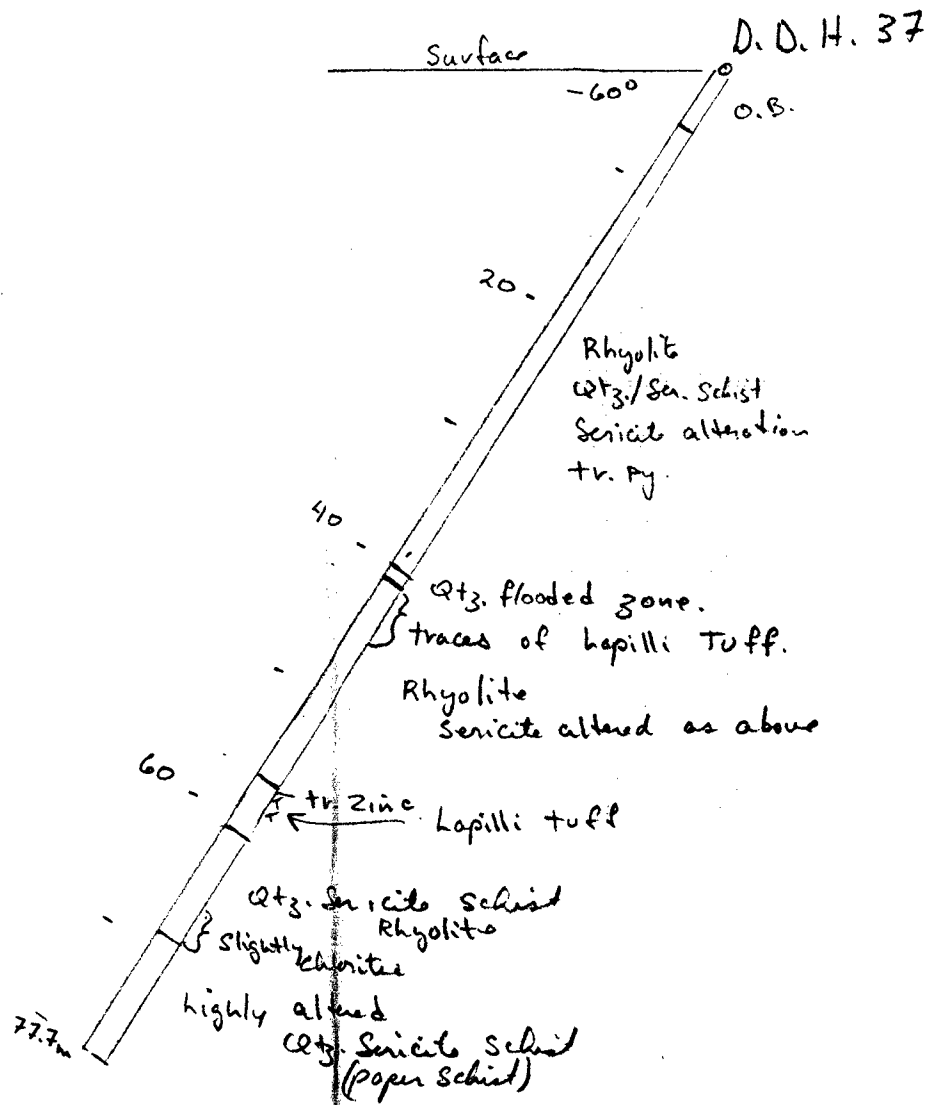 D.D.H. 37
Surface
-60°
O.B.
20
Rhyolite
Qtz./Ser. Schist
Sericite alteration
tr. py.
40
Qtz. flooded zone.
traces of Lapilli Tuff.
Rhyolite
Sericite altered as above
60
tr. Zinc
Lapilli tuff
Qtz. Sericite schist
Rhyolite
Slightly
chlorites
highly altered
77.7m
Qtz. Sericite schist
(paper schist)